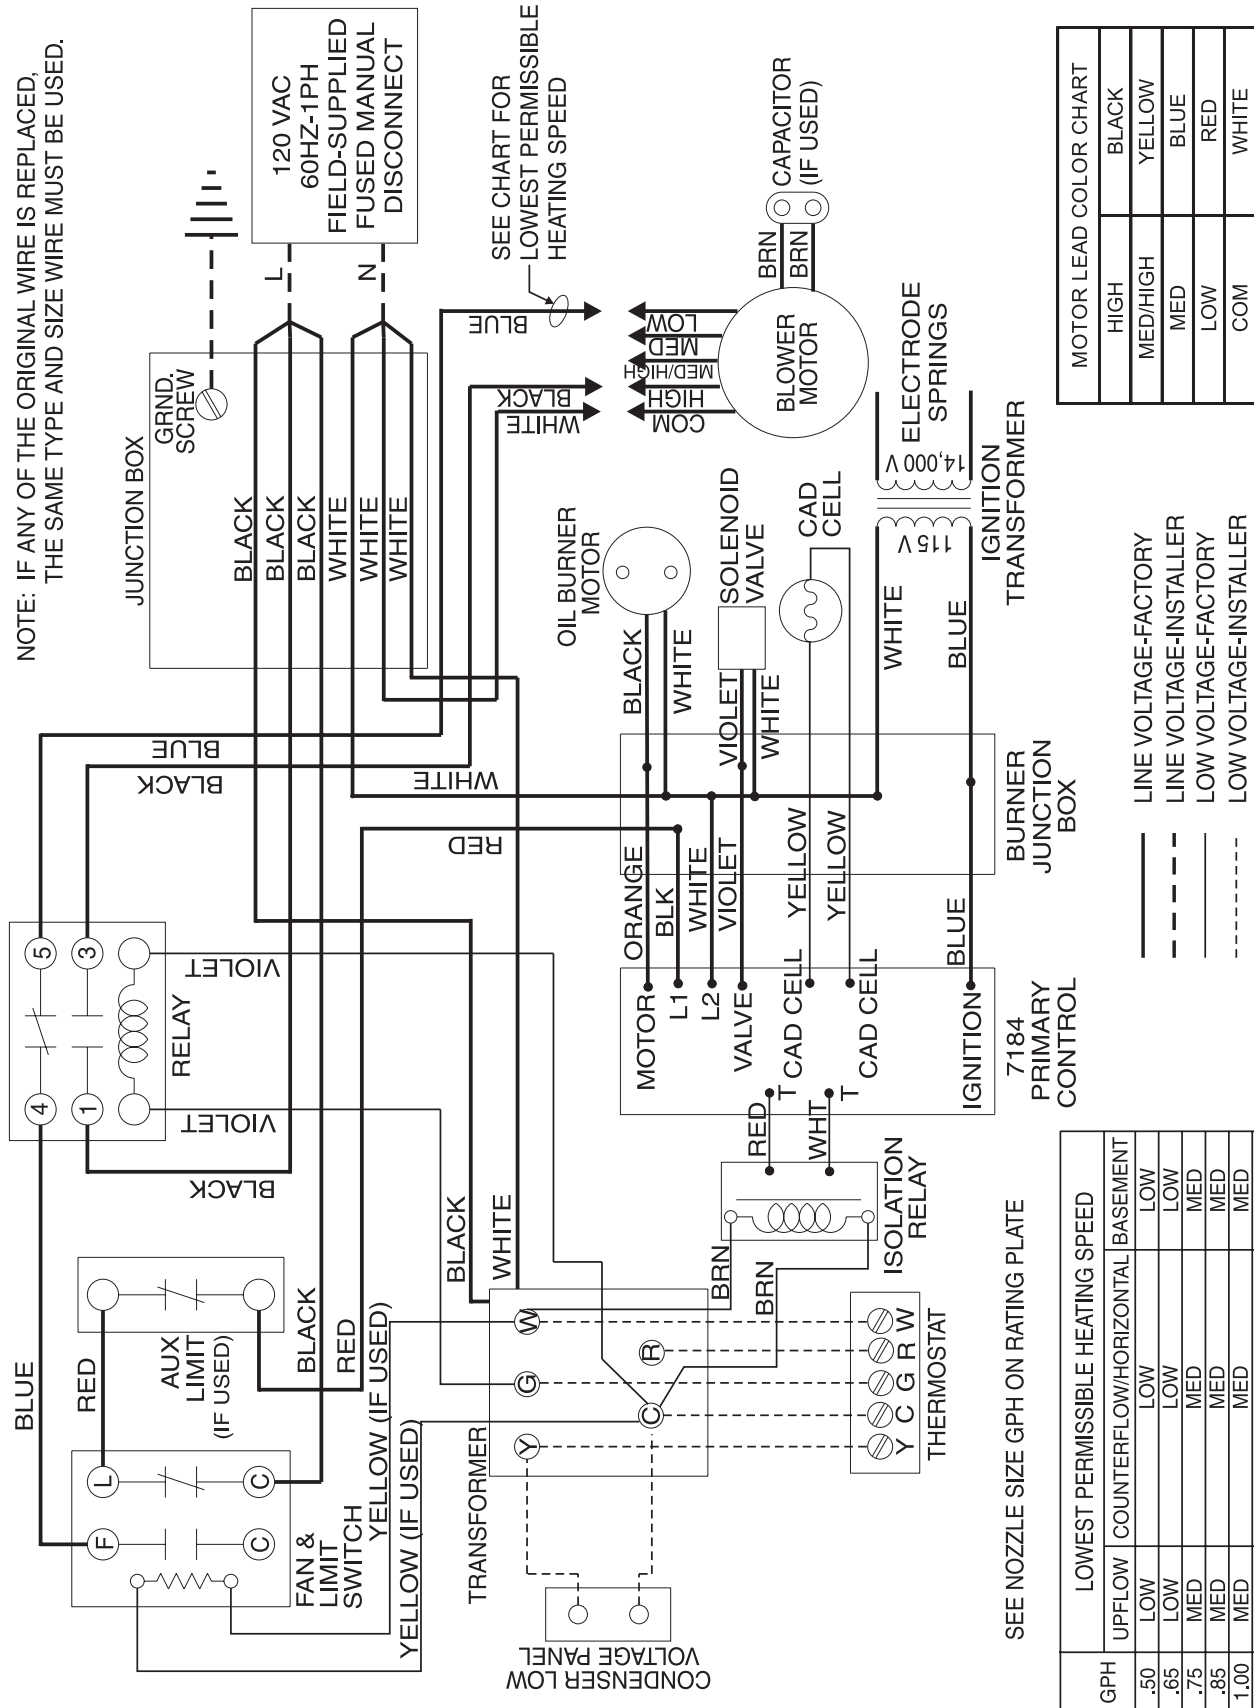 NOTE: IF ANY OF THE ORIGINAL WIRE IS REPLACED,
THE SAME TYPE AND SIZE WIRE MUST BE USED.
120 VAC
60HZ-1PH
FIELD-SUPPLIED
FUSED MANUAL
DISCONNECT
L
N
JUNCTION BOX
GRND.
SCREW
BLACK
BLACK
BLACK
WHITE
WHITE
WHITE
SEE CHART FOR
LOWEST PERMISSIBLE
HEATING SPEED
BLUE
BLACK
WHITE
LOW
MED
MED/HIGH
HIGH
COM
BLOWER
MOTOR
BRN
BRN
CAPACITOR
(IF USED)
5
3
4
1
RELAY
VIOLET
VIOLET
BLUE
BLACK
WHITE
RED
BLACK
BLUE
RED
AUX
LIMIT
(IF USED)
BLACK
RED
YELLOW (IF USED)
YELLOW (IF USED)
L
C
F
C
FAN &
LIMIT
SWITCH
BLACK
WHITE
TRANSFORMER
W
G
R
C
Y
BRN
BRN
ISOLATION
RELAY
W
R
G
C
Y
THERMOSTAT
CONDENSER LOW
VOLTAGE PANEL
OIL BURNER
MOTOR
BLACK
WHITE
SOLENOID
VALVE
VIOLET
WHITE
CAD
CELL
WHITE
BLUE
115 V
14,000 V
ELECTRODE
SPRINGS
IGNITION
TRANSFORMER
BURNER
JUNCTION
BOX
ORANGE
BLK
WHITE
VIOLET
YELLOW
YELLOW
BLUE
MOTOR
L1
L2
VALVE
CAD CELL
CAD CELL
IGNITION
T
T
RED
WHT
7184
PRIMARY
CONTROL
LINE VOLTAGE-FACTORY
LINE VOLTAGE-INSTALLER
LOW VOLTAGE-FACTORY
LOW VOLTAGE-INSTALLER
MOTOR LEAD COLOR CHART
HIGH BLACK
MED/HIGH YELLOW
MED BLUE
LOW RED
COM WHITE
SEE NOZZLE SIZE GPH ON RATING PLATE
LOWEST PERMISSIBLE HEATING SPEED
GPH UPFLOW COUNTERFLOW/HORIZONTAL BASEMENT
.50 LOW LOW LOW
.65 LOW LOW LOW
.75 MED MED MED
.85 MED MED MED
1.00 MED MED MED